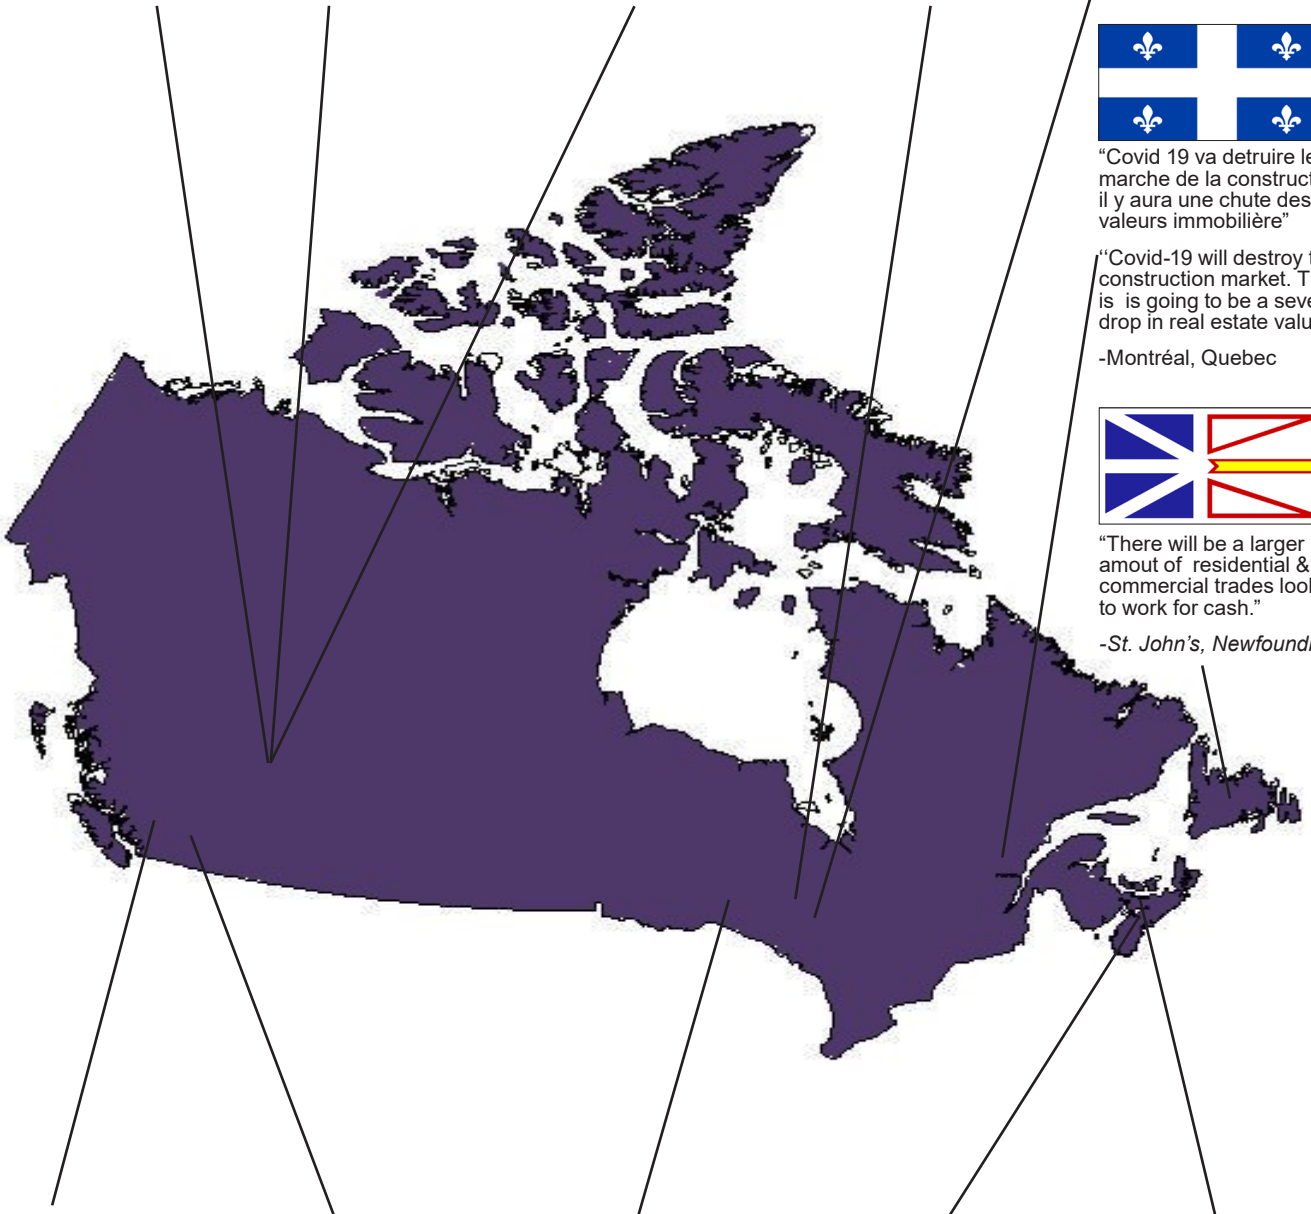 “Covid 19 va detruire le
marche de la construct
il y aura une chute des
valeurs immobilière”
“Covid-19 will destroy t
construction market. T
is  is going to be a seve
drop in real estate valu
-Montréal, Quebec
“There will be a larger
amout of  residential &
commercial trades lool
to work for cash.”
-St. John’s, Newfoundl